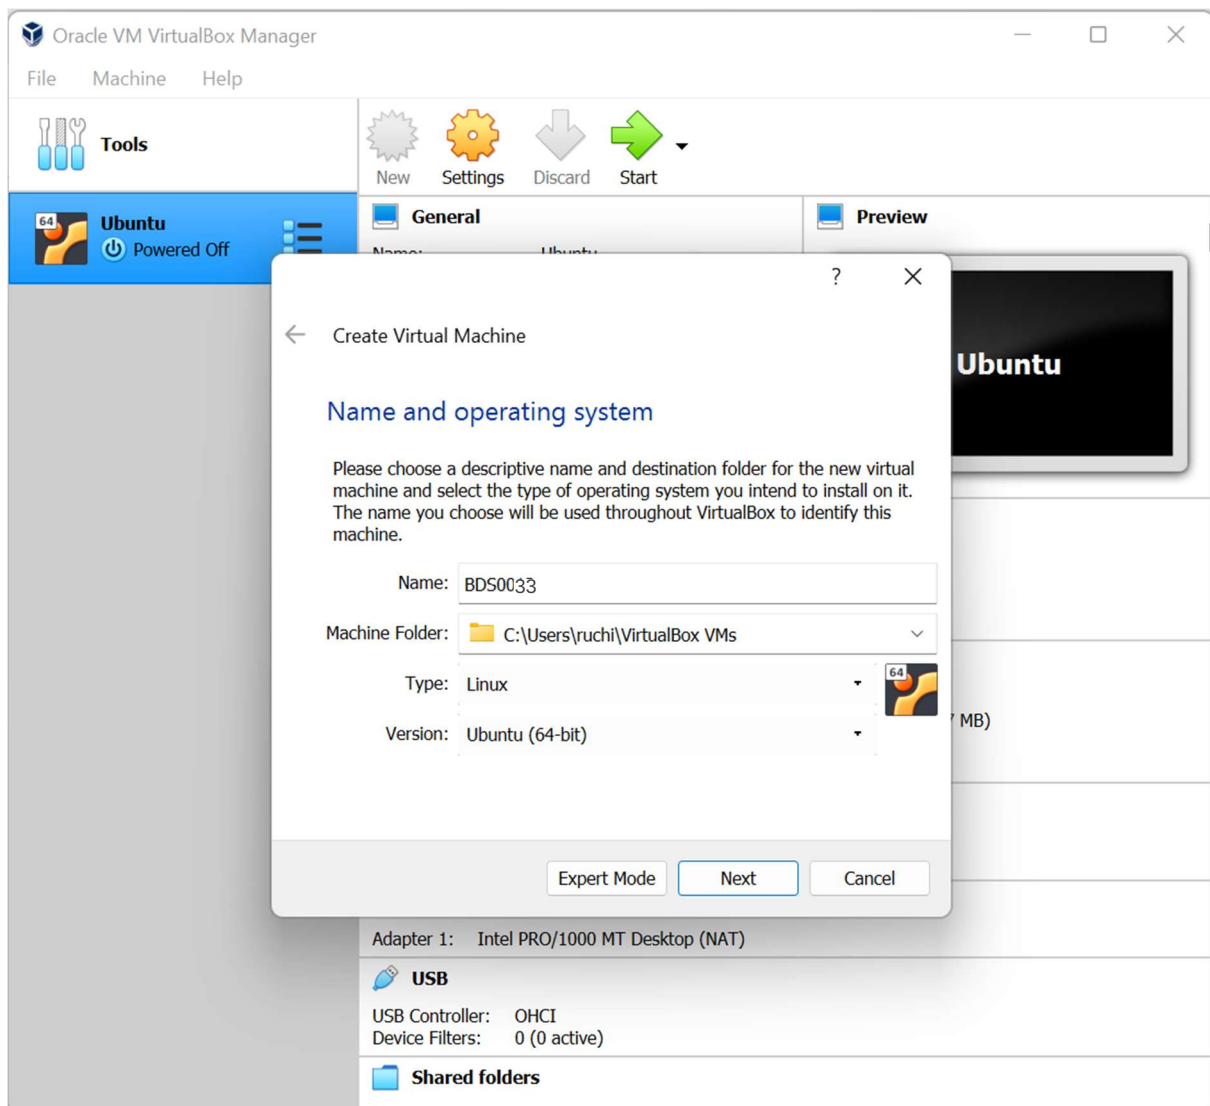 Oracle VM VirtualBox Manager
File Machine Help
Tools
New Settings Discard Start
64
Ubuntu
Powered Off
General
Name: Ubuntu
Preview
Ubuntu
?
Create Virtual Machine
Name and operating system
Please choose a descriptive name and destination folder for the new virtual
machine and select the type of operating system you intend to install on it.
The name you choose will be used throughout VirtualBox to identify this
machine.
Name: BDS0033
Machine Folder: C:\Users\ruchi\VirtualBox VMs
Type: Linux
64
Version: Ubuntu (64-bit)
MB)
Expert Mode Next Cancel
Adapter 1: Intel PRO/1000 MT Desktop (NAT)
USB
USB Controller: OHCI
Device Filters: 0 (0 active)
Shared folders